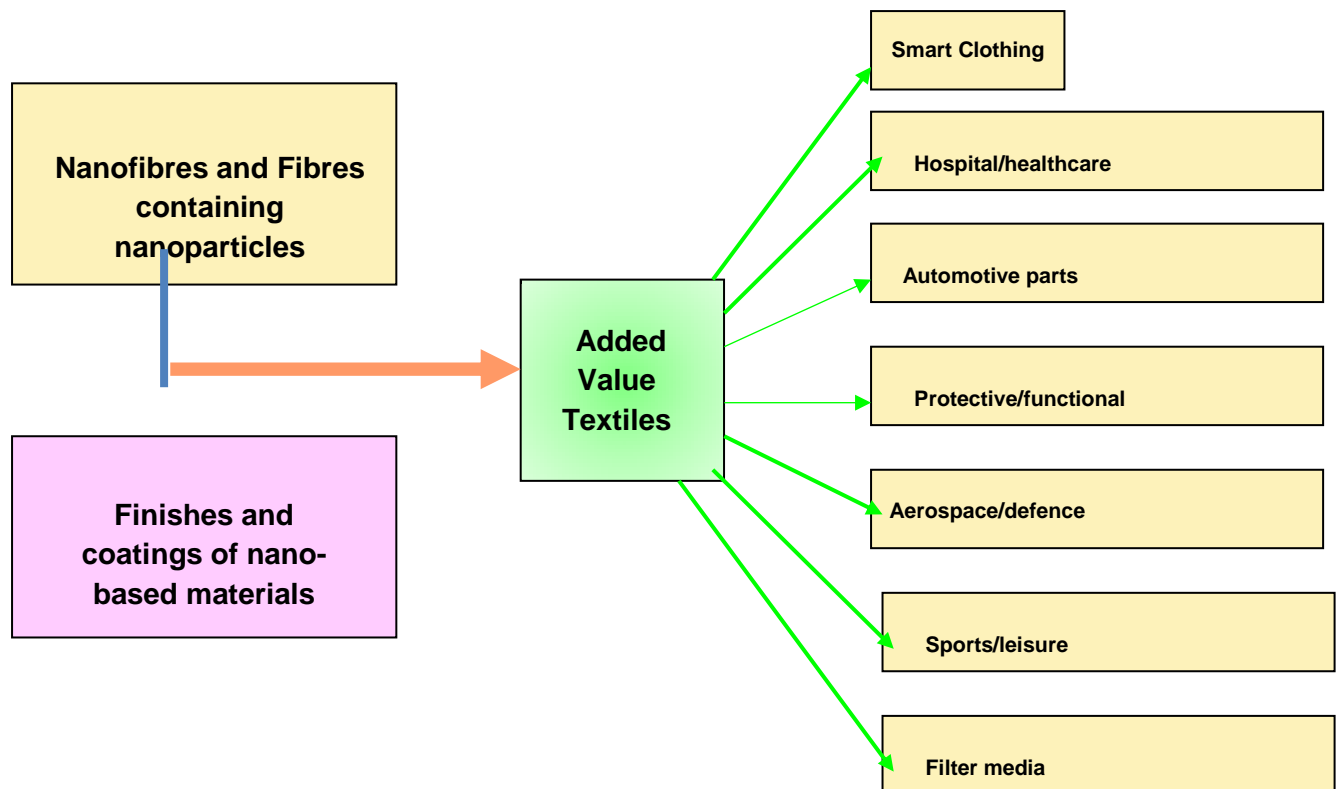 Nanofibres and Fibres
containing
nanoparticles
Finishes and
coatings of nano-
based materials
Added
Value
Textiles
Smart Clothing
Hospital/healthcare
Automotive parts
Protective/functional
Aerospace/defence
Sports/leisure
Filter media